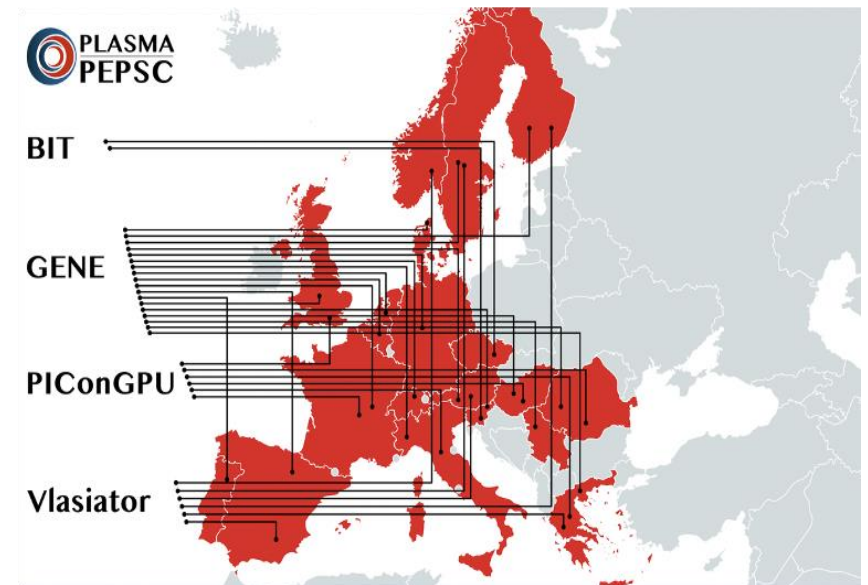 PLASMA
PEPSC
BIT
GENE
PIConGPU
Vlasiator